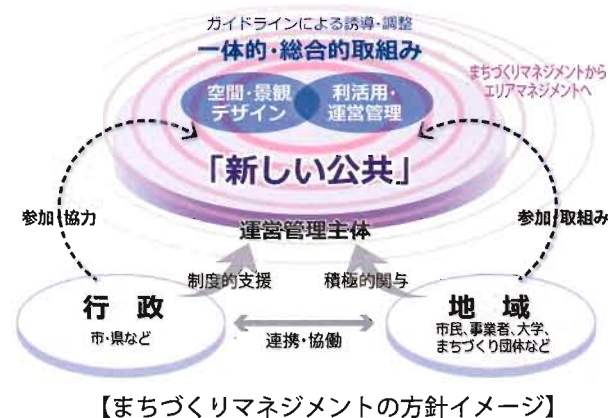 ガイドラインによる誘導・調整
一体的・総合的取組み
まちづくりマネジメントから
エリアマネジメントへ
空間・景観
デザイン
利活用・
運営管理
「新しい公共」
参加・協力
運営管理主体
参加・取組み
制度的支援
積極的関与
行 政
市・県など
連携・協働
地 域
市民、事業者、大学、
まちづくり団体など
【まちづくりマネジメントの方針イメージ】